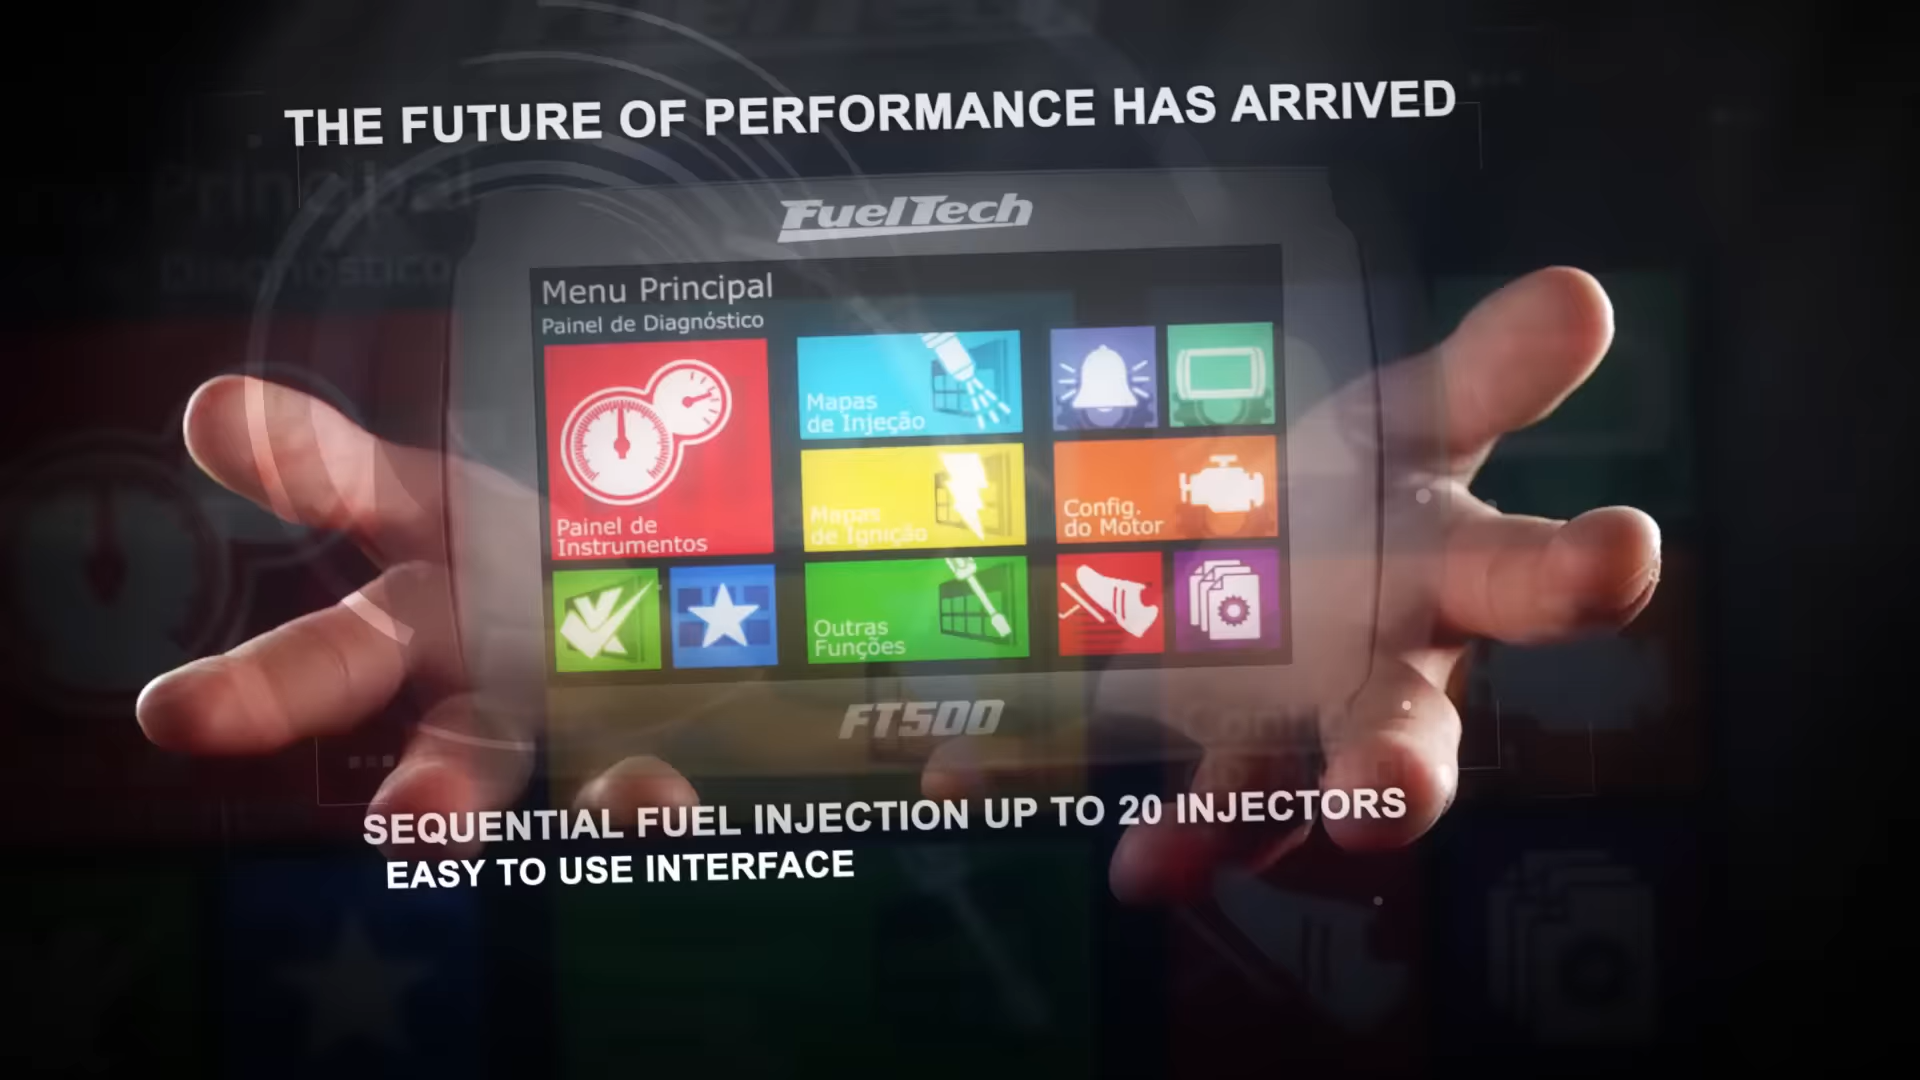 THE FUTURE OF PERFORMANCE HAS ARRIVED
FuelTech
Menu Principal
Painel de Diagnóstico
Painel de
Instrumentos
Mapas
de Injeção
Mapas
de Ignição
Config.
do Motor
Outras
Funções
FT500
SEQUENTIAL FUEL INJECTION UP TO 20 INJECTORS
EASY TO USE INTERFACE